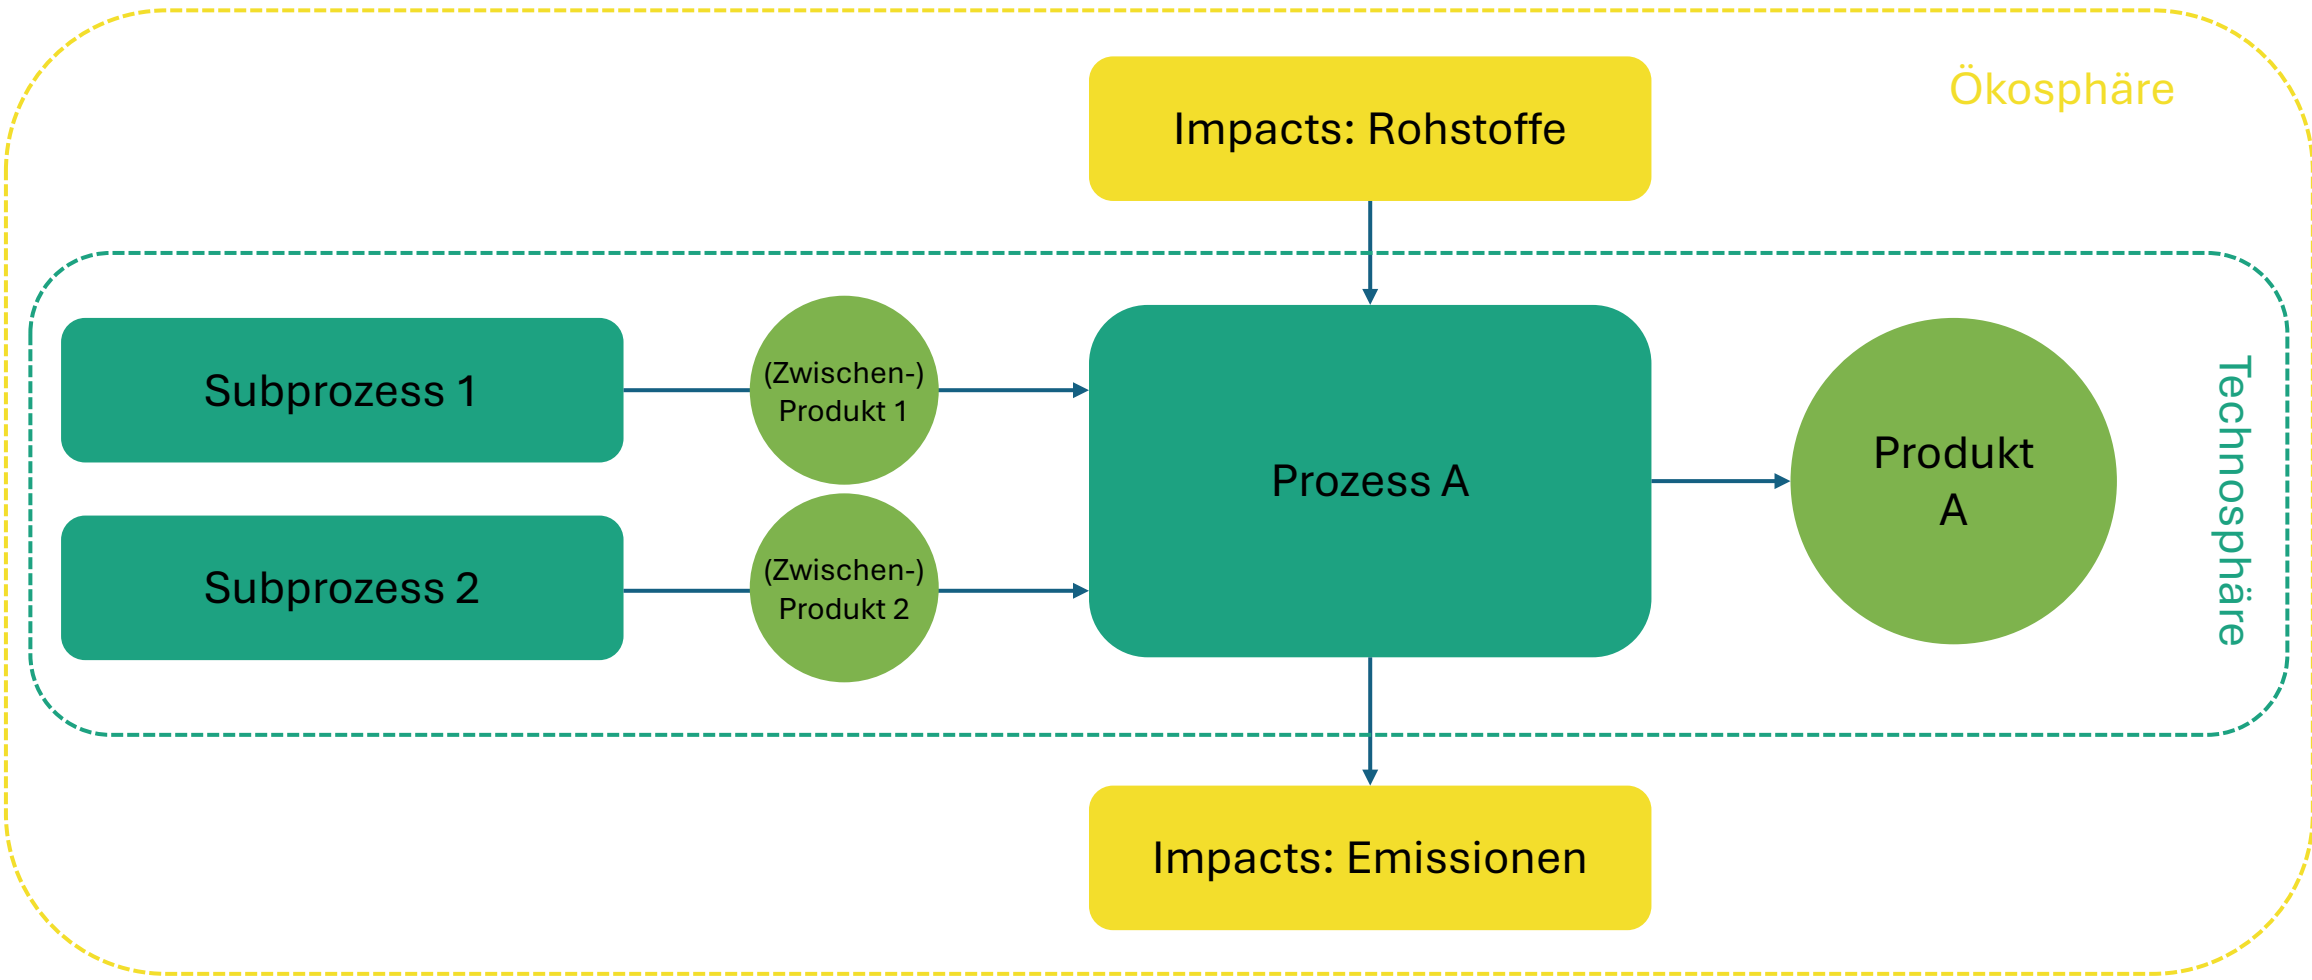 Ökosphäre
Impacts: Rohstoffe
Technosphäre
Subprozess 1
(Zwischen-)
Produkt 1
Subprozess 2
(Zwischen-)
Produkt 2
Prozess A
Produkt
A
Impacts: Emissionen